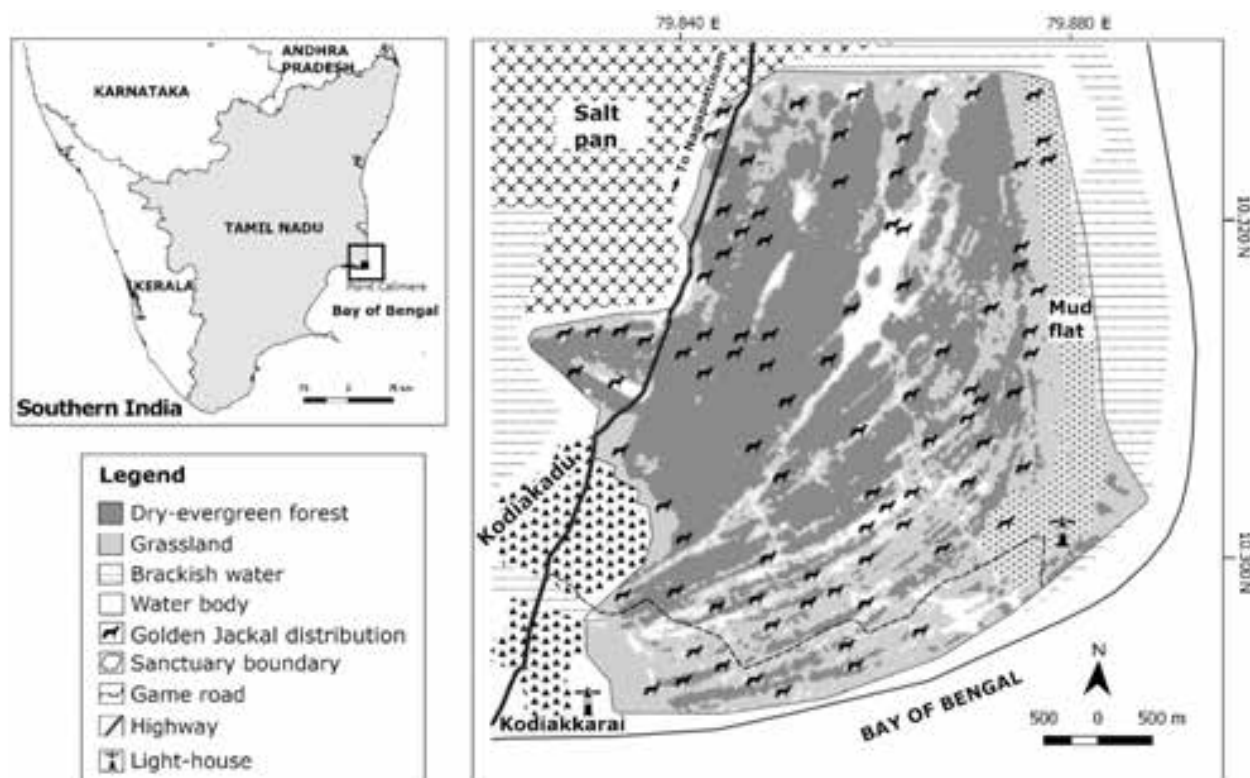 79.840 E
79.880 E
ANDHRA
PRADESH
KARNATAKA
TAMIL NADU
KERALA
Point Calimere
Bay of Bengal
Southern India
Salt
pan
To Nagapattinam
10.320 N
Mud
flat
Kodiakadu
10.300 N
Kodiakkarai
BAY OF BENGAL
N
500 0 500 m
Legend
Dry-evergreen forest
Grassland
Brackish water
Water body
Golden Jackal distribution
Sanctuary boundary
Game road
Highway
Light-house